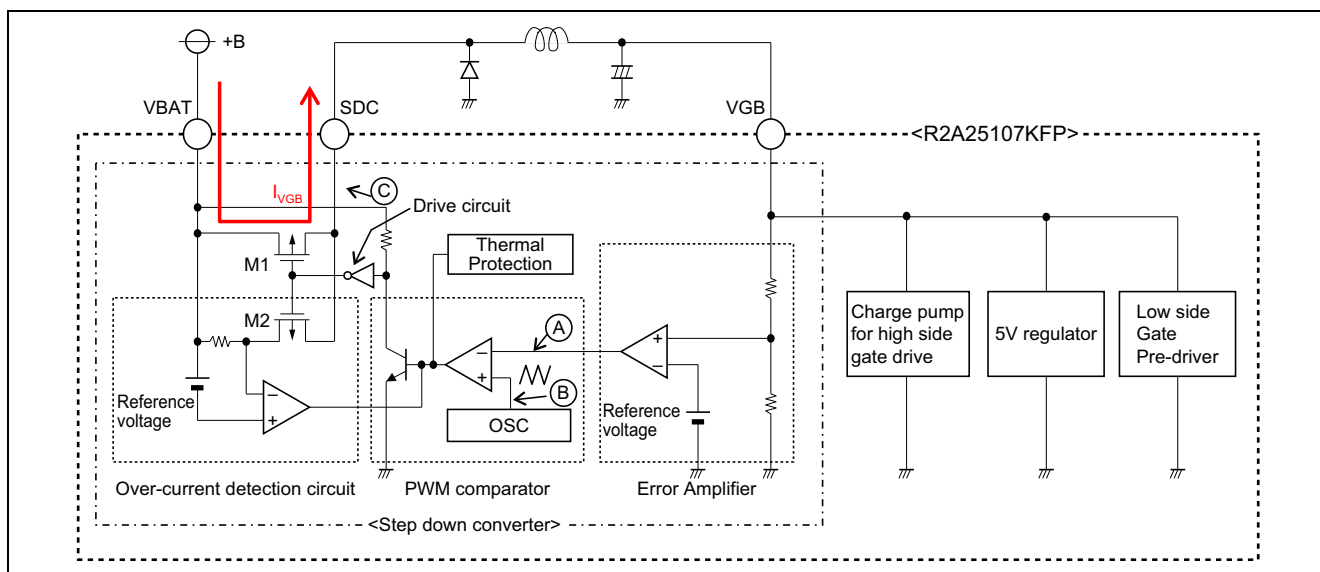 +B
VBAT
SDC
VGB
<R2A25107KFP>
IVGB
C
Drive circuit
M1
Thermal
Protection
M2
A
B
OSC
Reference
voltage
Reference
voltage
Charge pump
for high side
gate drive
5V regulator
Low side
Gate
Pre-driver
Over-current detection circuit
PWM comparator
Error Amplifier
<Step down converter>